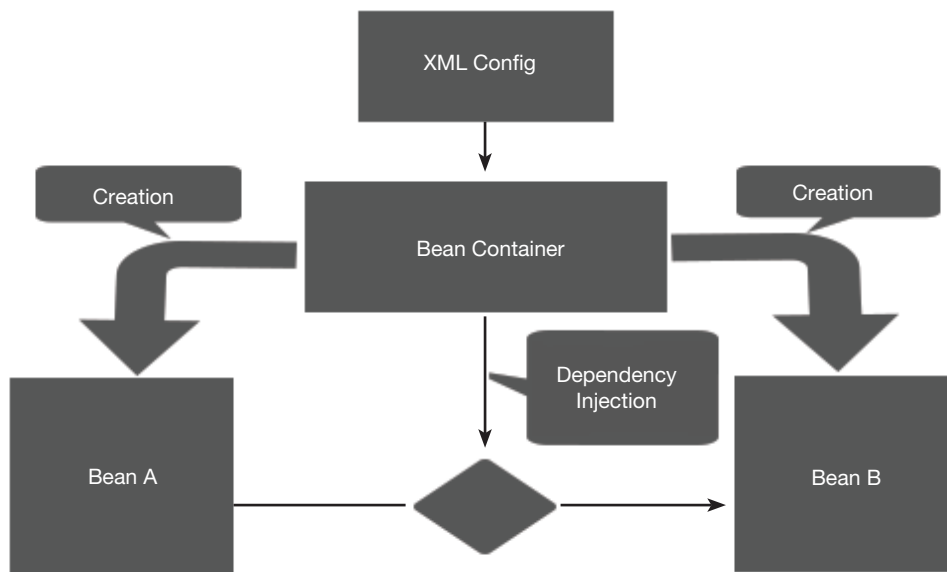 XML Config
Creation
Creation
Bean Container
Dependency
Injection
Bean A
Bean B